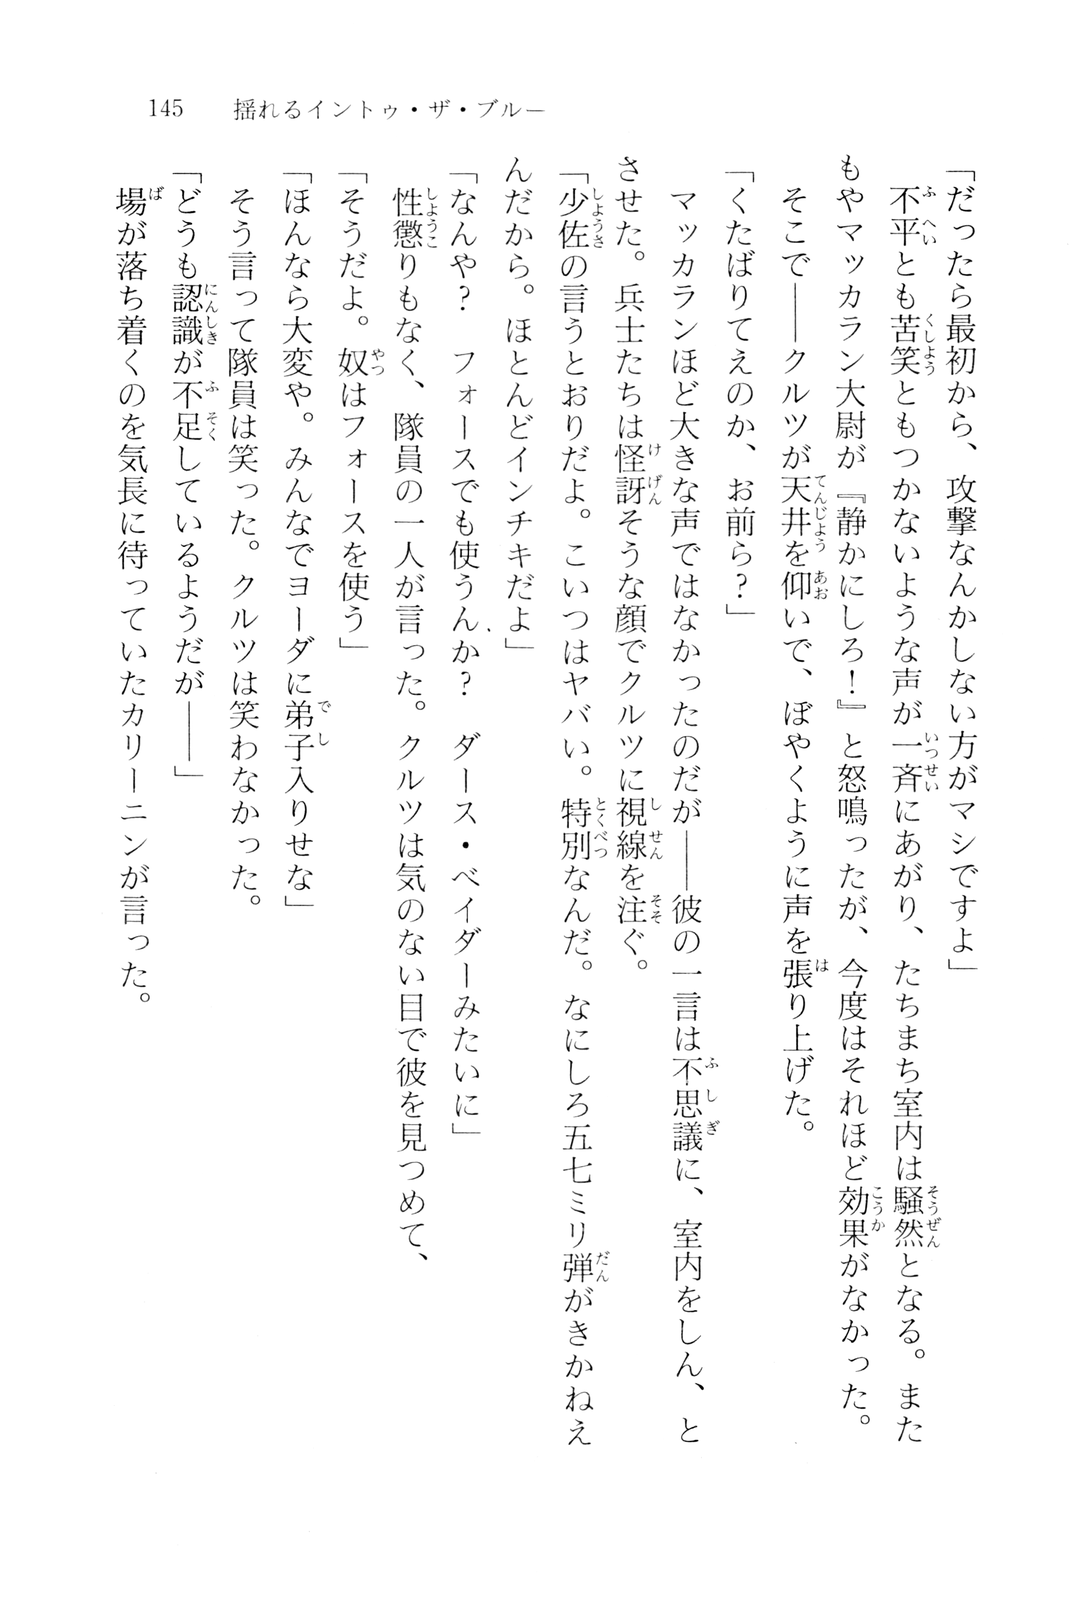 145　揺れるイントゥ・ザ・ブルー
「だったら最初から、攻撃なんかしない方がマシですよ」
　不平とも苦笑ともつかないような声が一斉にあがり、たちまち室内は騒然となる。また
もやマッカラン大尉が『静かにしろ！』と怒鳴ったが、今度はそれほど効果がなかった。
　そこで――クルツが天井を仰いで、ぼやくように声を張り上げた。
「くたばりてえのか、お前ら？」
　マッカランほど大きな声ではなかったのだが――彼の一言は不思議に、室内をしん、と
させた。兵士たちは怪訝そうな顔でクルツに視線を注ぐ。
「少佐の言うとおりだよ。こいつはヤバい。特別なんだ。なにしろ五七ミリ弾がきかねえ
んだから。ほとんどインチキだよ」
「なんや？　フォースでも使うんか？　ダース・ベイダーみたいに」
　性懲りもなく、隊員の一人が言った。クルツは気のない目で彼を見つめて、
「そうだよ。奴はフォースを使う」
「ほんなら大変や。みんなでヨーダに弟子入りせな」
　そう言って隊員は笑った。クルツは笑わなかった。
「どうも認識が不足しているようだが――」
　場が落ち着くのを気長に待っていたカリーニンが言った。